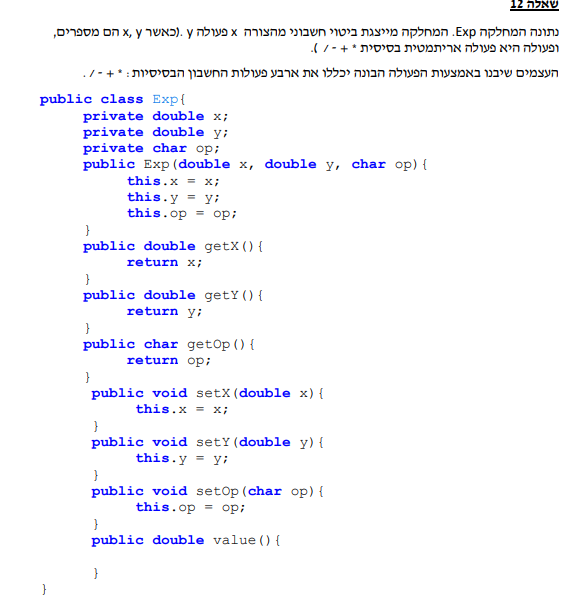 שאלה 12
נתונה המחלקה Exp. המחלקה מייצגת ביטוי חשבוני מהצורה x פעולה y .(כאשר x, y הם מספרים,
ופעולה היא פעולה אריתמטית בסיסית * + - / ).
העצמים שיבנו באמצעות הפעולה הבונה יכללו את ארבע פעולות החשבון הבסיסיות : * + - / .
public class Exp{
private double x;
private double y;
private char op;
public Exp(double x, double y, char op){
this.x = x;
this.y = y;
this.op = op;
}
public double getX(){
return x;
}
public double getY(){
return y;
}
public char getOp(){
return op;
}
public void setX(double x){
this.x = x;
}
public void setY(double y){
this.y = y;
}
public void setOp(char op){
this.op = op;
}
public double value(){
}
}